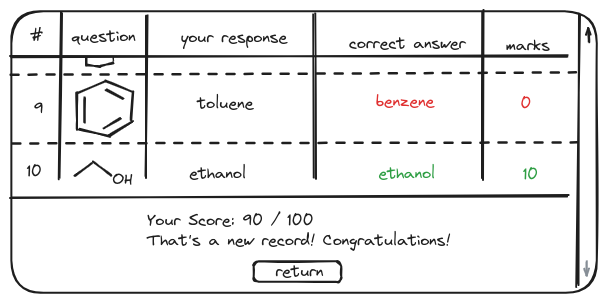 # question your response correct answer marks
9 toluene benzene 0
10 OH ethanol ethanol 10
Your Score: 90 / 100
That's a new record! Congratulations!
return